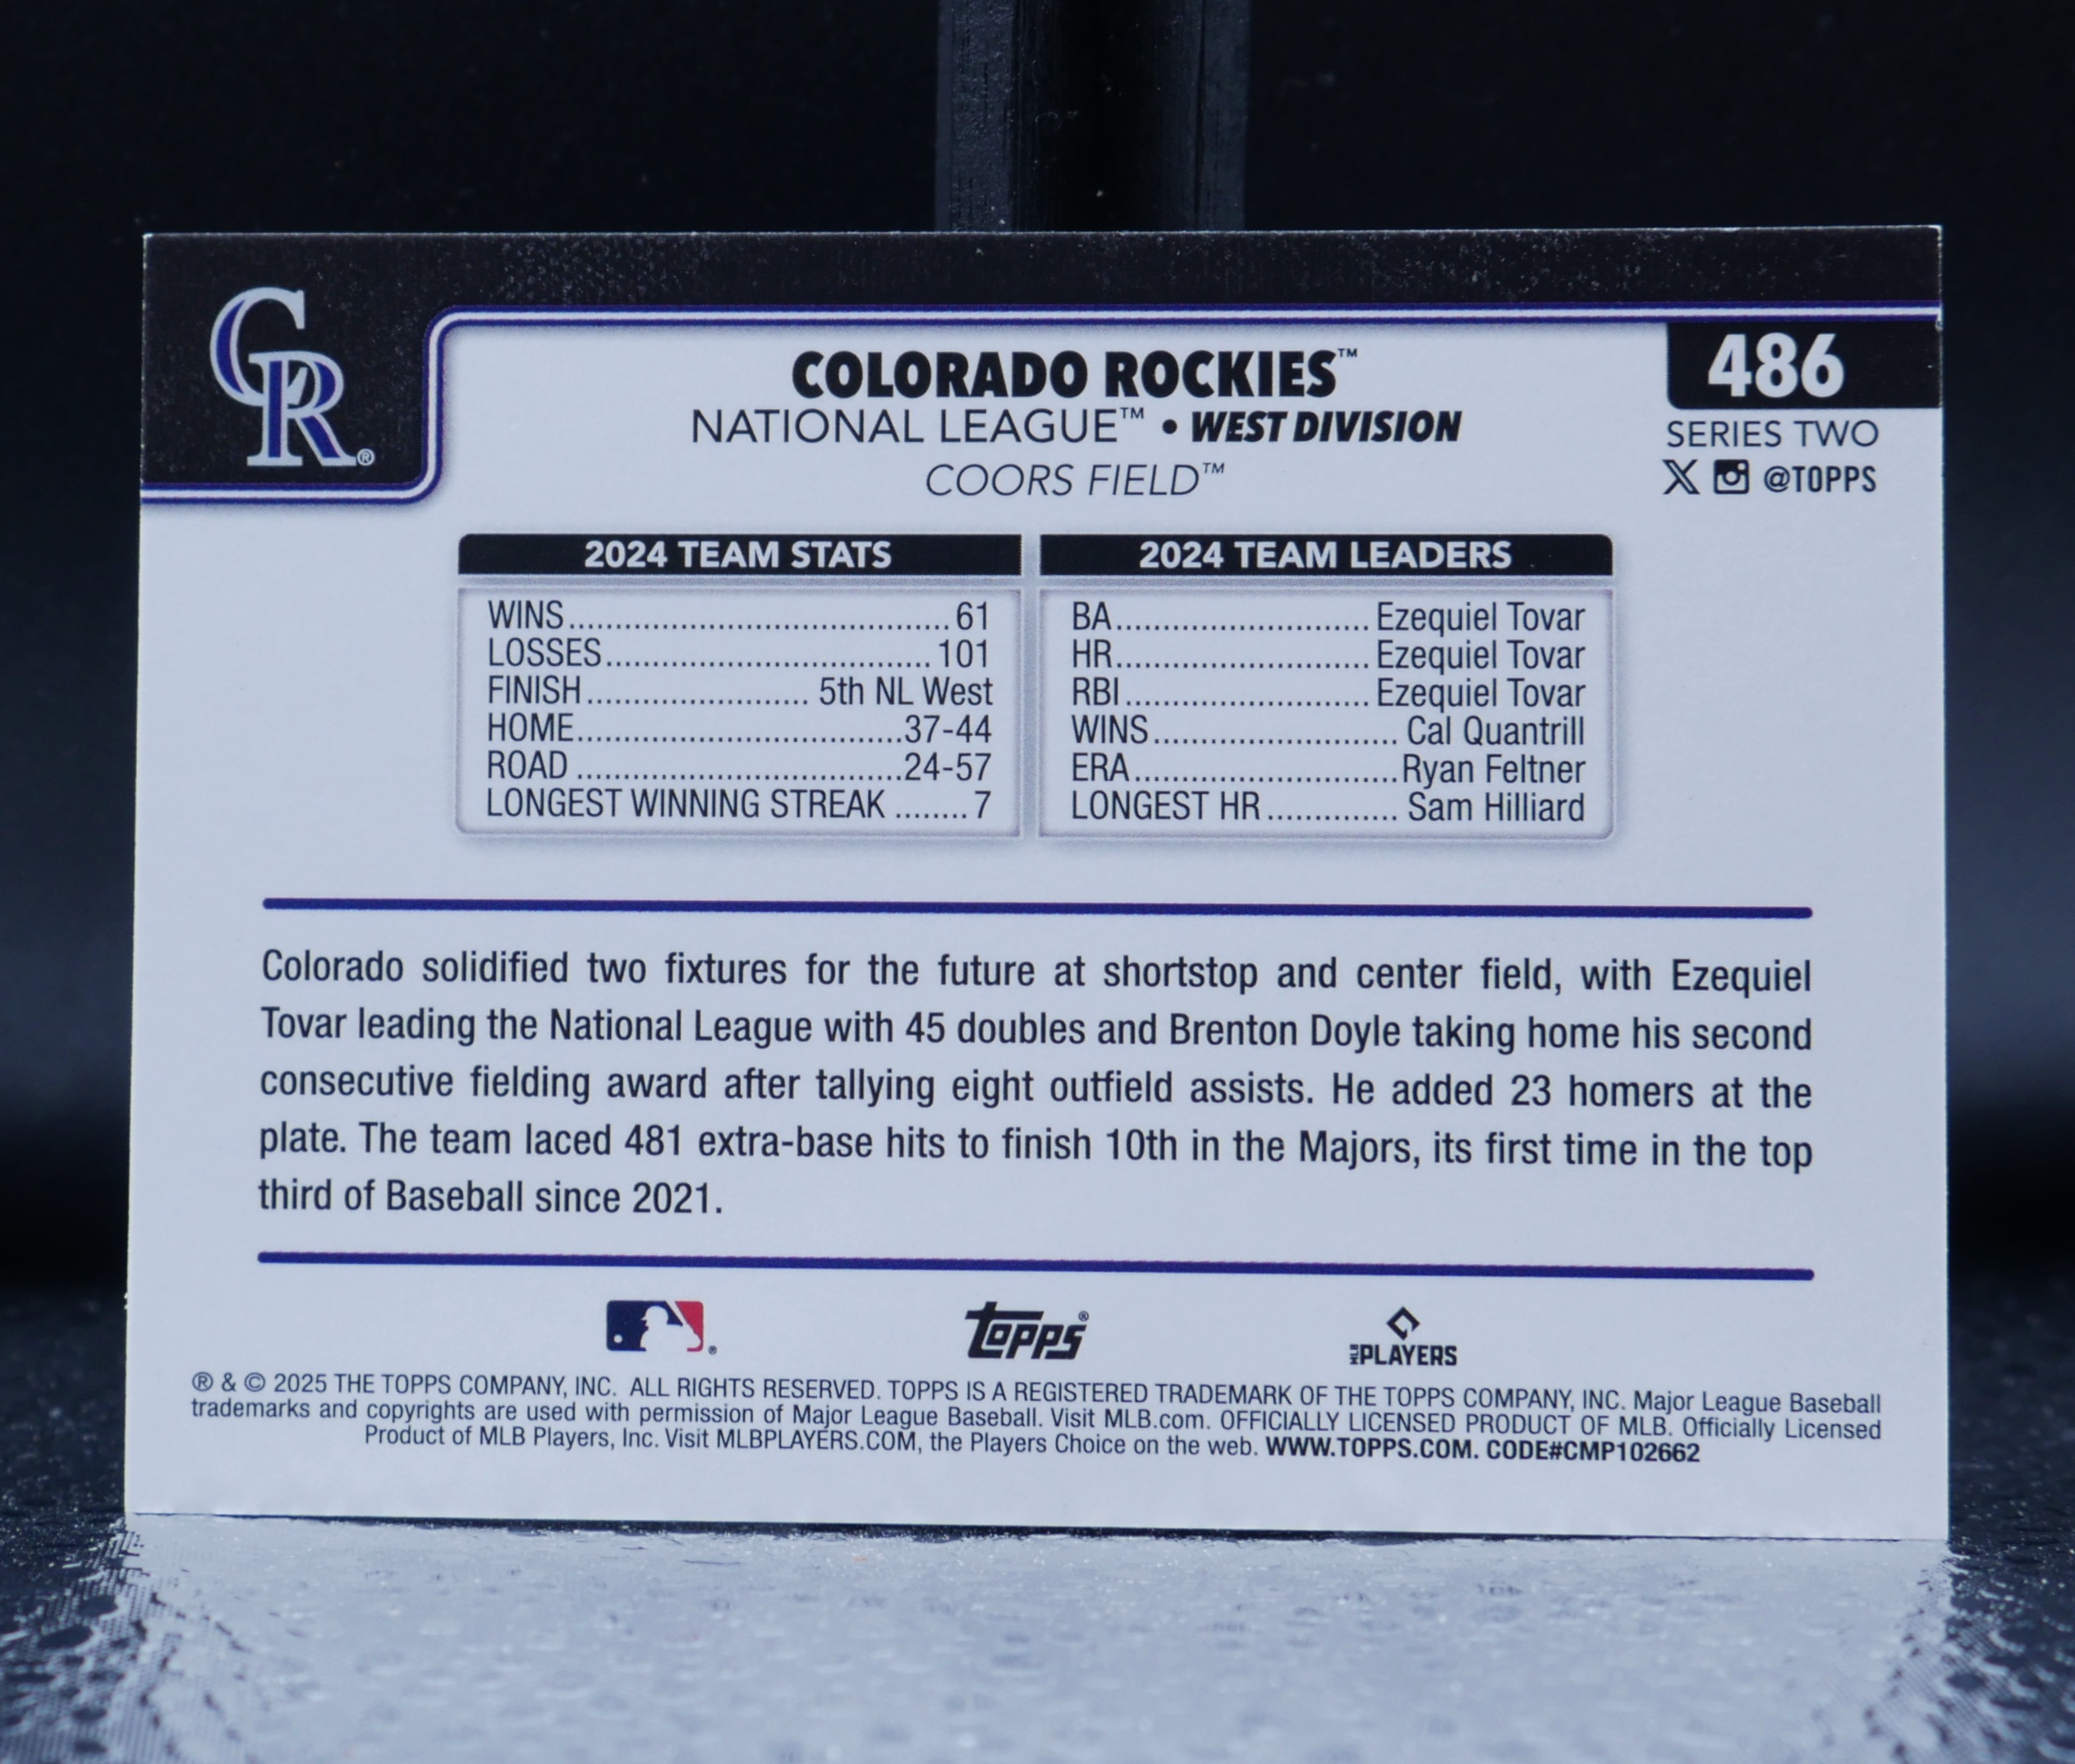 CR®
COLORADO ROCKIES™
NATIONAL LEAGUE™ • WEST DIVISION
COORS FIELD™
486
SERIES TWO
X @TOPPS
2024 TEAM STATS
WINS........................................61
LOSSES..................................101
FINISH.......................5th NL West
HOME..................................37-44
ROAD ..................................24-57
LONGEST WINNING STREAK ........7
2024 TEAM LEADERS
BA...........................Ezequiel Tovar
HR...........................Ezequiel Tovar
RBI..........................Ezequiel Tovar
WINS..........................Cal Quantrill
ERA............................Ryan Feltner
LONGEST HR..............Sam Hilliard
Colorado solidified two fixtures for the future at shortstop and center field, with Ezequiel
Tovar leading the National League with 45 doubles and Brenton Doyle taking home his second
consecutive fielding award after tallying eight outfield assists. He added 23 homers at the
plate. The team laced 481 extra-base hits to finish 10th in the Majors, its first time in the top
third of Baseball since 2021.
®
Topps®
MLB PLAYERS
® & © 2025 THE TOPPS COMPANY, INC. ALL RIGHTS RESERVED. TOPPS IS A REGISTERED TRADEMARK OF THE TOPPS COMPANY, INC. Major League Baseball
trademarks and copyrights are used with permission of Major League Baseball. Visit MLB.com. OFFICIALLY LICENSED PRODUCT OF MLB. Officially Licensed
Product of MLB Players, Inc. Visit MLBPLAYERS.COM, the Players Choice on the web. WWW.TOPPS.COM. CODE#CMP102662